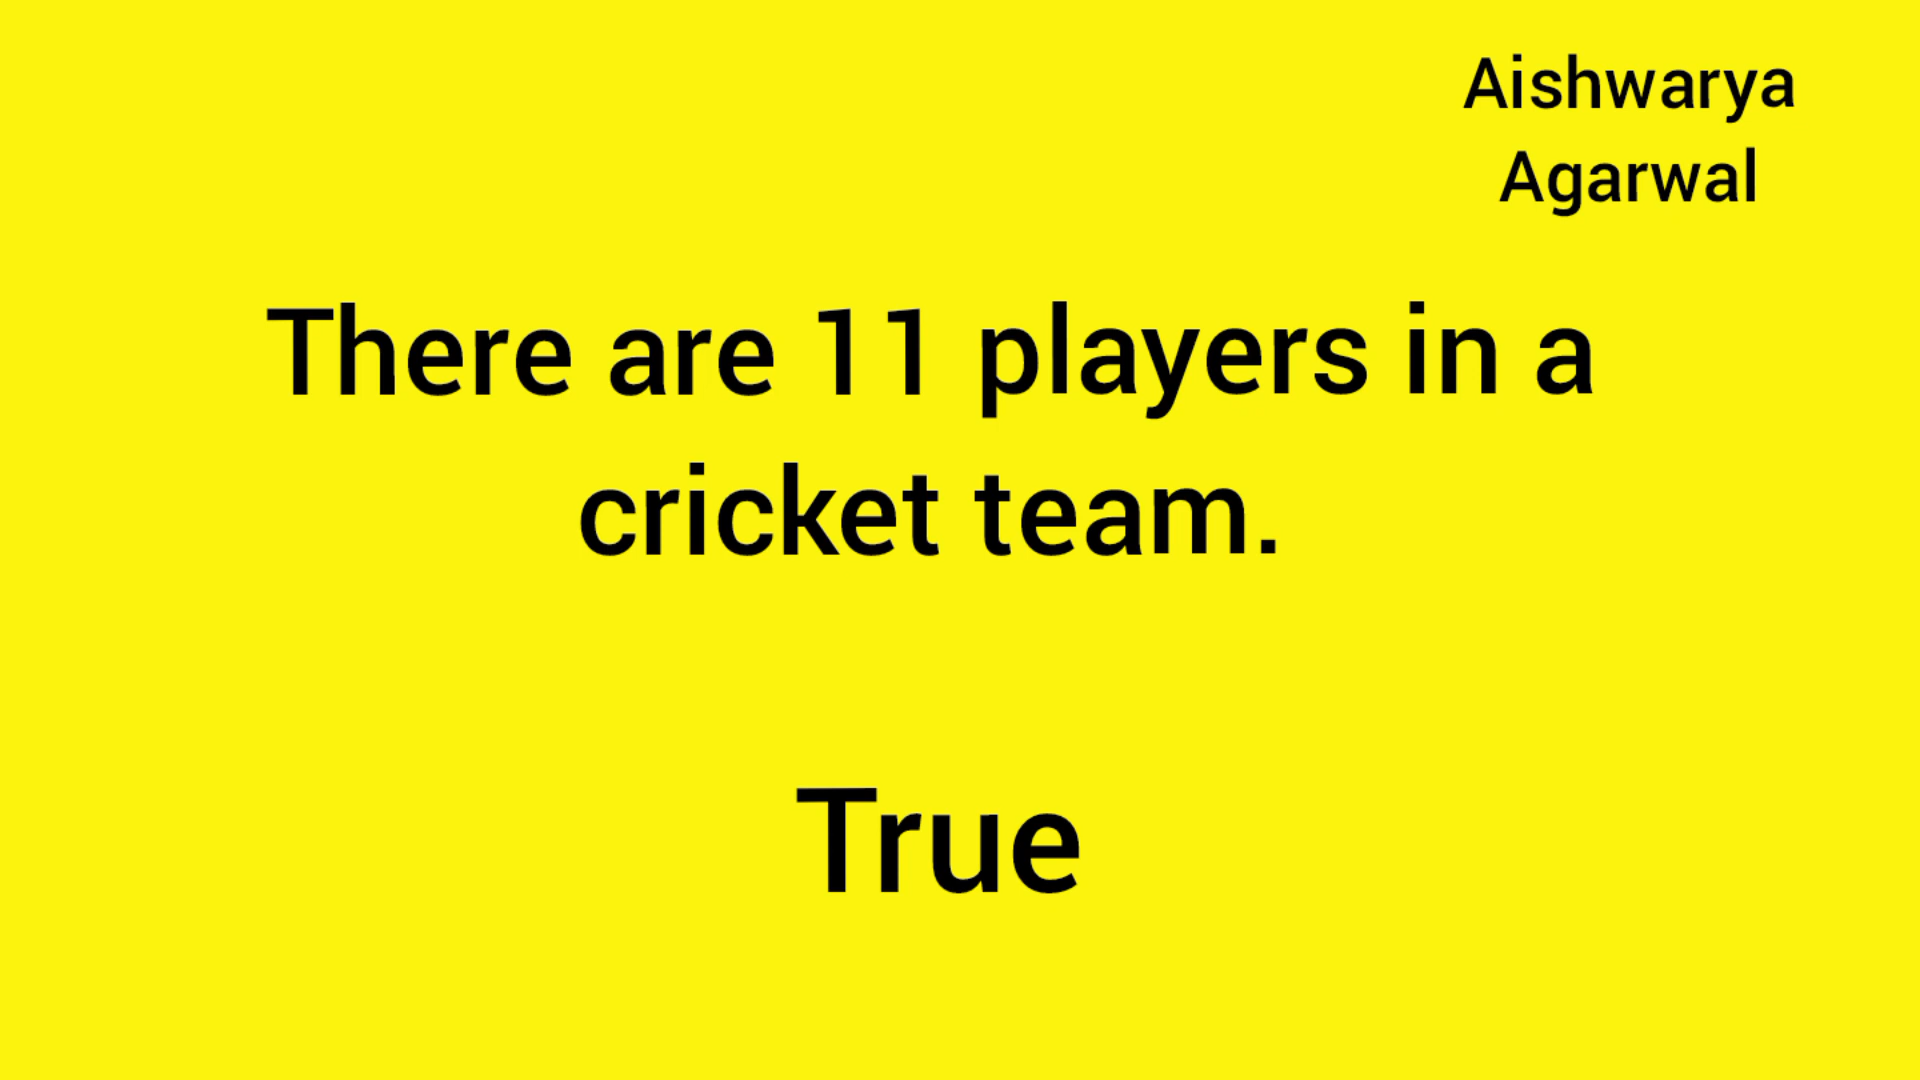 Aishwarya
Agarwal
There are 11 players in a
cricket team.
True